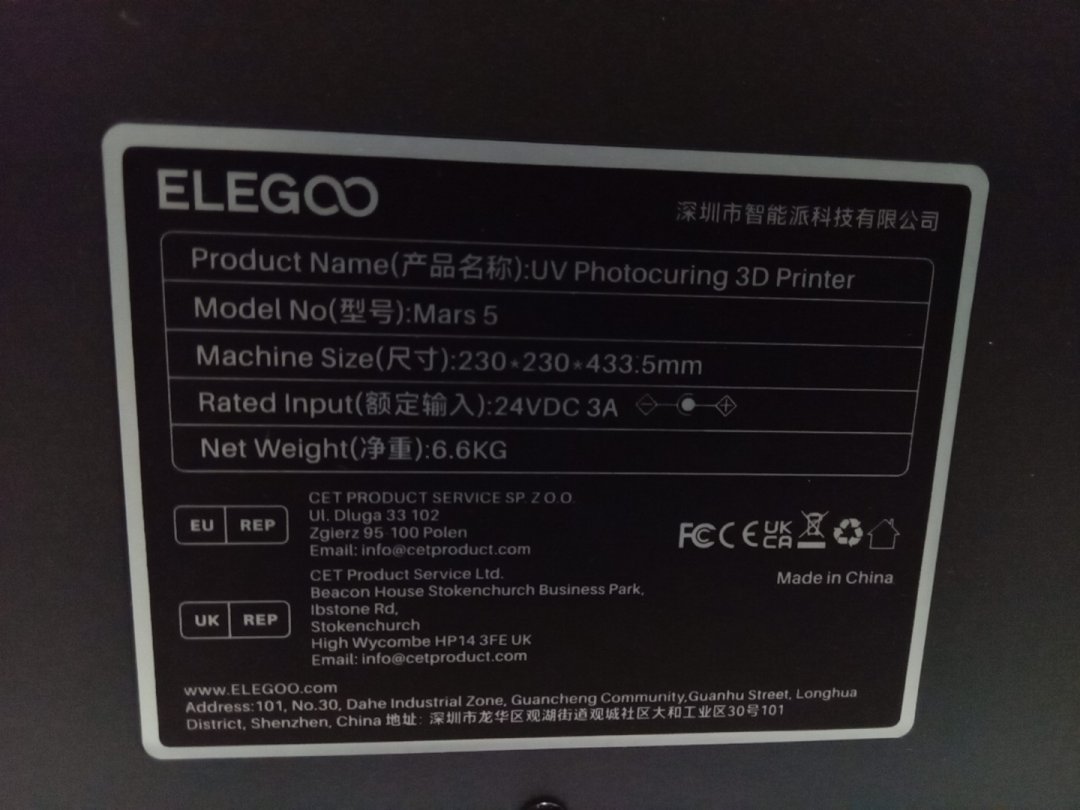 ELEGOO
深圳市智能派科技有限公司
Product Name(产品名称):UV Photocuring 3D Printer
Model No(型号):Mars 5
Machine Size(尺寸):230*230*433.5mm
Rated Input(额定输入):24VDC 3A
Net Weight(净重):6.6KG
EU REP
CET PRODUCT SERVICE SP. Z O.O.
Ul. Dluga 33 102
Zgierz 95-100 Polen
Email: info@cetproduct.com
FC CE UK CA
Made in China
UK REP
CET Product Service Ltd.
Beacon House Stokenchurch Business Park,
Ibstone Rd,
Stokenchurch
High Wycombe HP14 3FE UK
Email: info@cetproduct.com
www.ELEGOO.com
Address:101, No.30, Dahe Industrial Zone, Guancheng Community,Guanhu Street, Longhua
District, Shenzhen, China 地址: 深圳市龙华区观湖街道观城社区大和工业区30号101